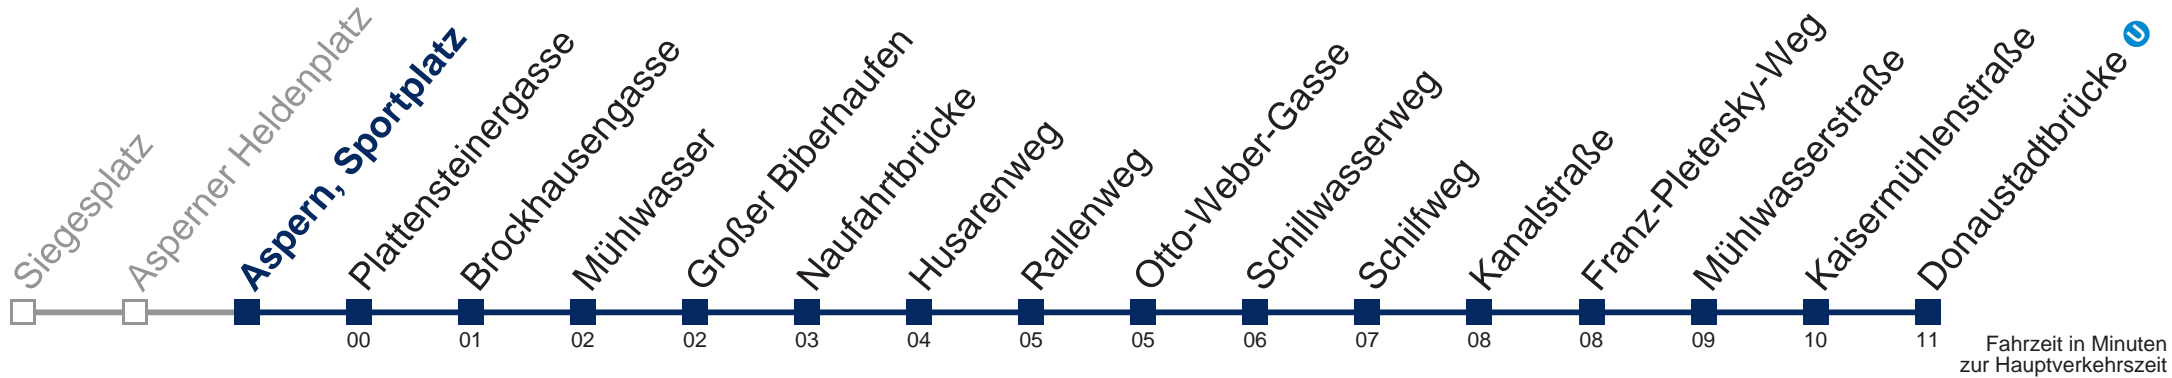 Siegesplatz
Asperner Heldenplatz
Aspern, Sportplatz
Plattensteinergasse
Brockhausengasse
Mühlwasser
Großer Biberhaufen
Naufahrtbrücke
Husarenweg
Rallenweg
Otto-Weber-Gasse
Schillwasserweg
Schilfweg
Kanalstraße
Franz-Pletersky-Weg
Mühlwasserstraße
Kaisermühlenstraße
Donaustadtbrücke U
00 01 02 02 03 04 05 05 06 07 08 08 09 10 11
Fahrzeit in Minuten
zur Hauptverkehrszeit